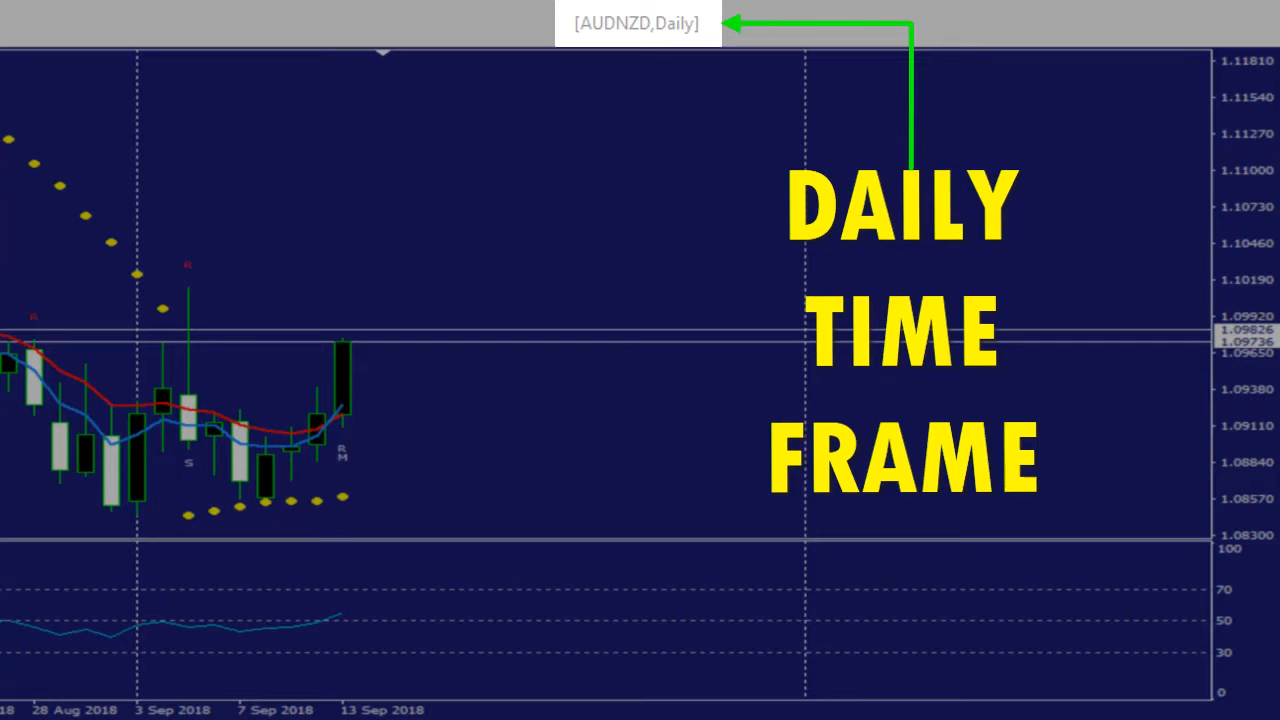 [AUDNZD,Daily]
1.11810
1.11540
1.11270
1.11000
1.10730
1.10460
1.10190
1.09920
1.09826
1.09736
1.09650
1.09380
1.09110
1.08840
1.08570
1.08300
DAILY
TIME
FRAME
R
R
S
R
M
100
70
50
30
0
18 28 Aug 2018 3 Sep 2018 7 Sep 2018 13 Sep 2018